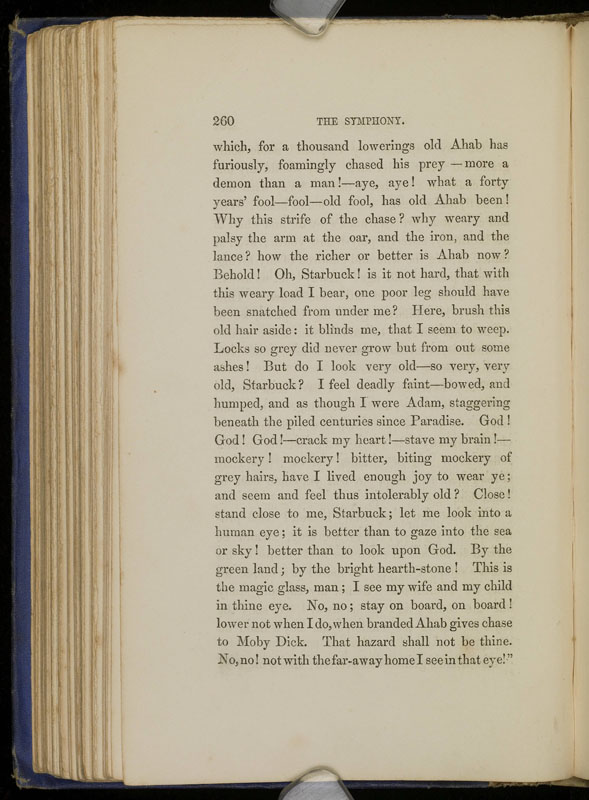 260 THE SYMPHONY.
which, for a thousand lowerings old Ahab has
furiously, foamingly chased his prey —more a
demon than a man!—aye, aye! what a forty
years' fool—fool—old fool, has old Ahab been!
Why this strife of the chase? why weary and
palsy the arm at the oar, and the iron, and the
lance? how the richer or better is Ahab now?
Behold! Oh, Starbuck! is it not hard, that with
this weary load I bear, one poor leg should have
been snatched from under me? Here, brush this
old hair aside: it blinds me, that I seem to weep.
Locks so grey did never grow but from out some
ashes! But do I look very old—so very, very
old, Starbuck? I feel deadly faint—bowed, and
humped, and as though I were Adam, staggering
beneath the piled centuries since Paradise. God!
God! God!—crack my heart!—stave my brain!—
mockery! mockery! bitter, biting mockery of
grey hairs, have I lived enough joy to wear ye;
and seem and feel thus intolerably old? Close!
stand close to me, Starbuck; let me look into a
human eye; it is better than to gaze into the sea
or sky! better than to look upon God. By the
green land; by the bright hearth-stone! This is
the magic glass, man; I see my wife and my child
in thine eye. No, no; stay on board, on board!
lower not when I do, when branded Ahab gives chase
to Moby Dick. That hazard shall not be thine.
No, no! not with the far-away home I see in that eye!"